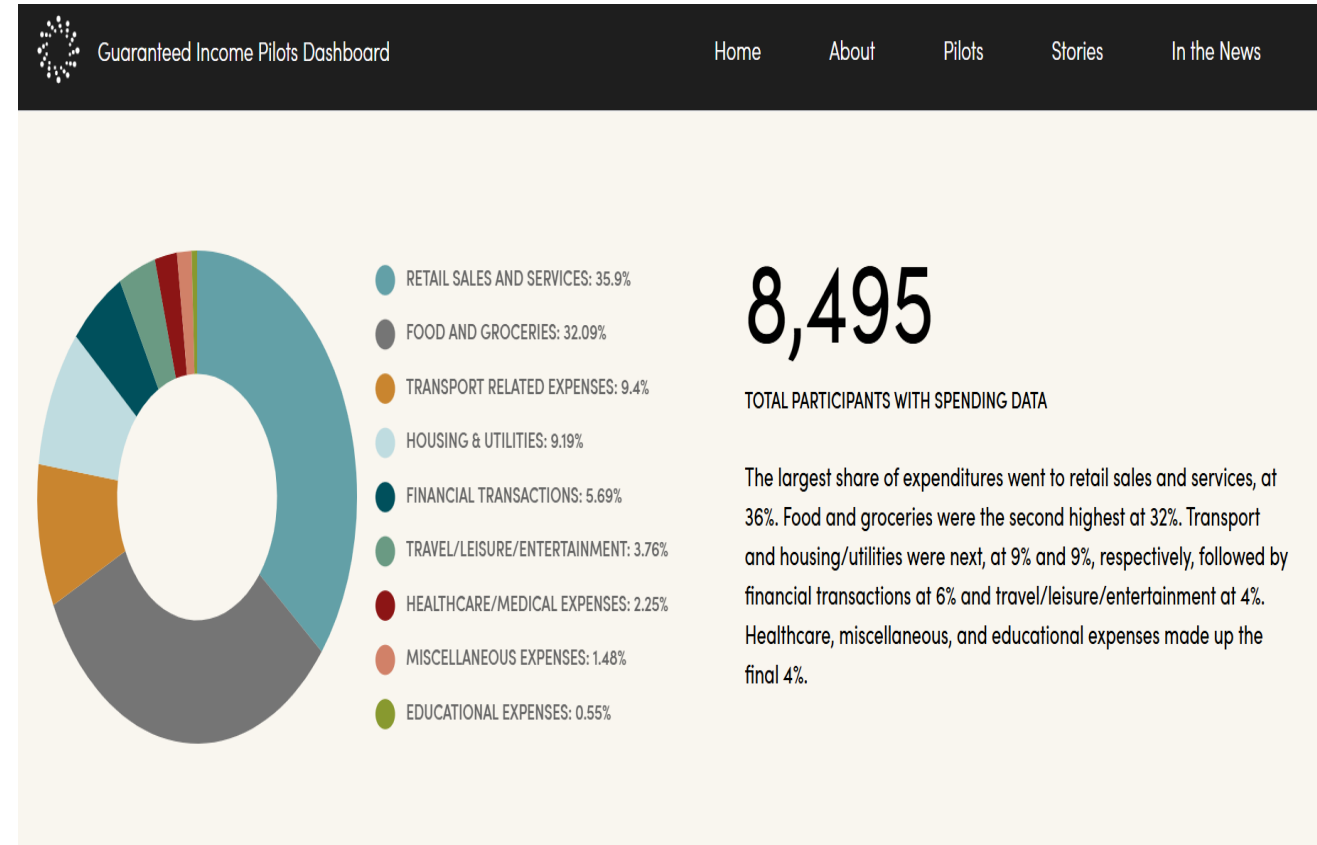 Guaranteed Income Pilots Dashboard
Home
About
Pilots
Stories
In the News
RETAIL SALES AND SERVICES: 35.9%
FOOD AND GROCERIES: 32.09%
TRANSPORT RELATED EXPENSES: 9.4%
HOUSING & UTILITIES: 9.19%
FINANCIAL TRANSACTIONS: 5.69%
TRAVEL/LEISURE/ENTERTAINMENT: 3.76%
HEALTHCARE/MEDICAL EXPENSES: 2.25%
MISCELLANEOUS EXPENSES: 1.48%
EDUCATIONAL EXPENSES: 0.55%
8,495
TOTAL PARTICIPANTS WITH SPENDING DATA
The largest share of expenditures went to retail sales and services, at
36%. Food and groceries were the second highest at 32%. Transport
and housing/utilities were next, at 9% and 9%, respectively, followed by
financial transactions at 6% and travel/leisure/entertainment at 4%.
Healthcare, miscellaneous, and educational expenses made up the
final 4%.